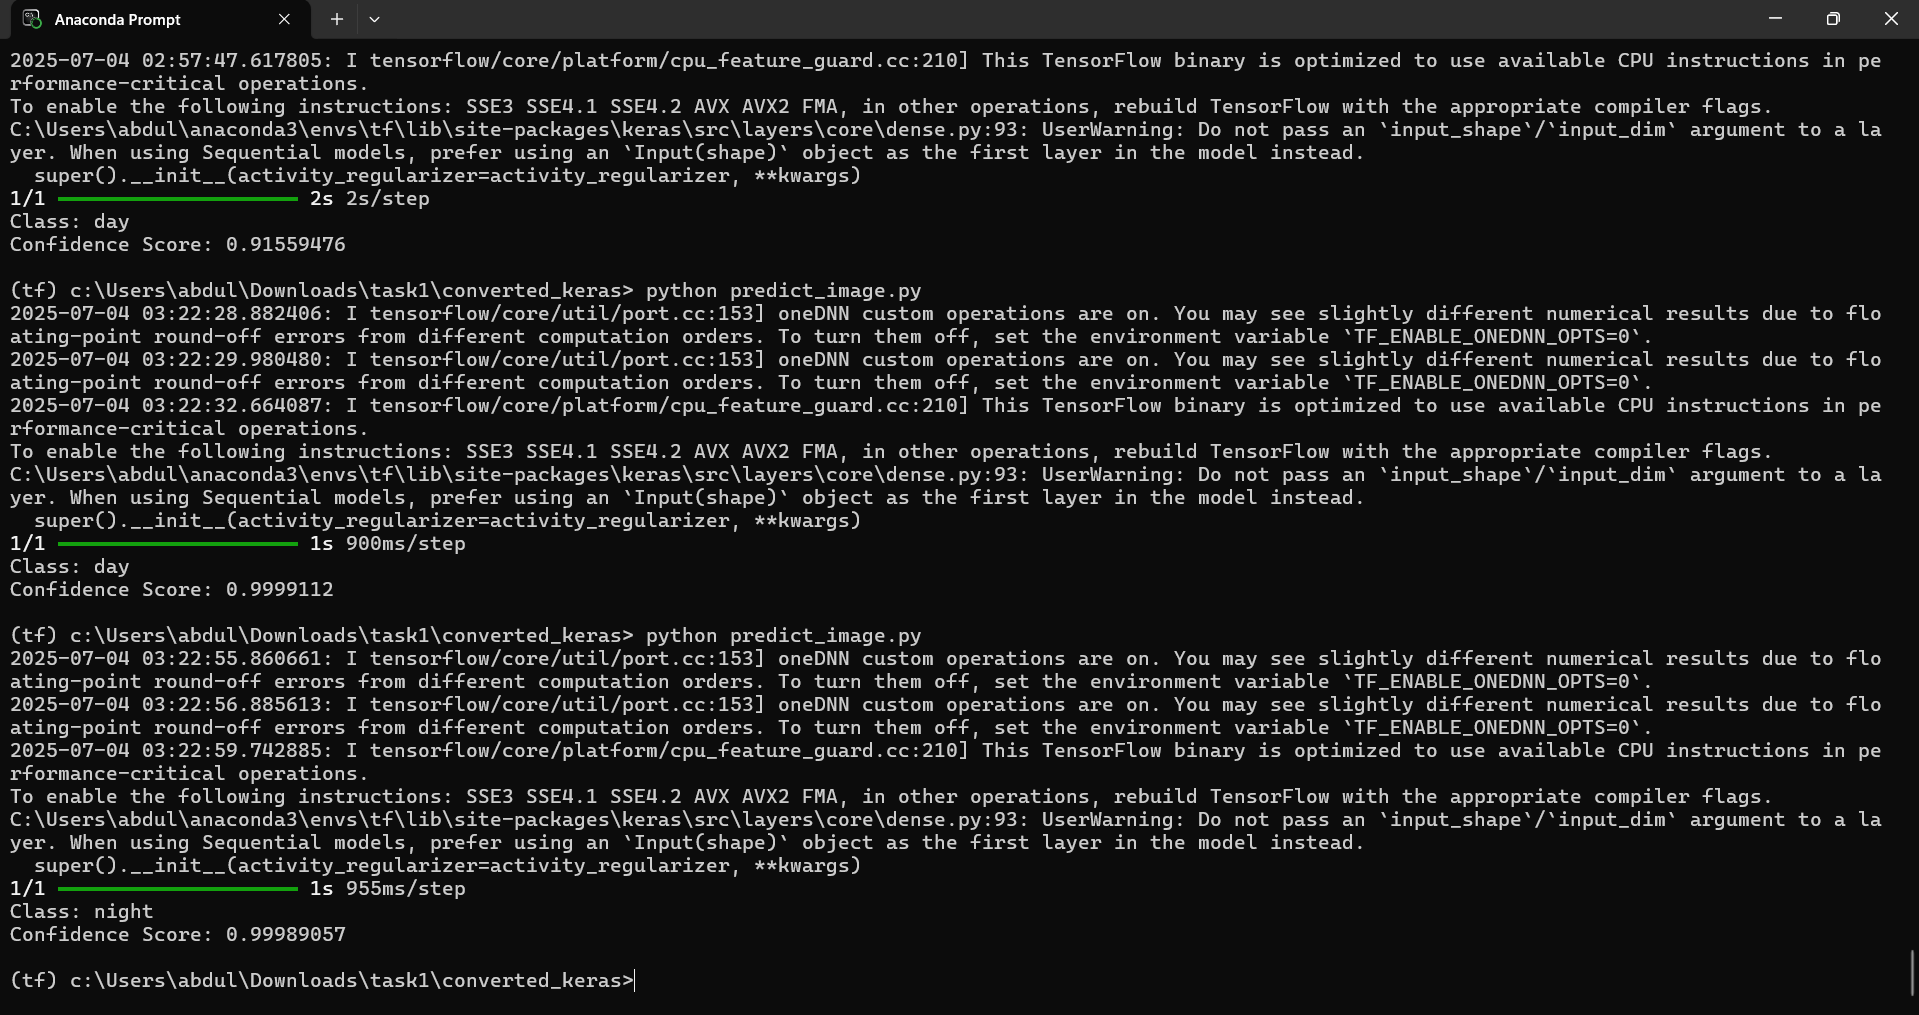 Anaconda Prompt
2025-07-04 02:57:47.617805: I tensorflow/core/platform/cpu_feature_guard.cc:210] This TensorFlow binary is optimized to use available CPU instructions in pe
rformance-critical operations.
To enable the following instructions: SSE3 SSE4.1 SSE4.2 AVX AVX2 FMA, in other operations, rebuild TensorFlow with the appropriate compiler flags.
C:\Users\abdul\anaconda3\envs\tf\lib\site-packages\keras\src\layers\core\dense.py:93: UserWarning: Do not pass an `input_shape`/`input_dim` argument to a la
yer. When using Sequential models, prefer using an `Input(shape)` object as the first layer in the model instead.
  super().__init__(activity_regularizer=activity_regularizer, **kwargs)
1/1 2s 2s/step
Class: day
Confidence Score: 0.91559476
(tf) c:\Users\abdul\Downloads\task1\converted_keras> python predict_image.py
2025-07-04 03:22:28.882406: I tensorflow/core/util/port.cc:153] oneDNN custom operations are on. You may see slightly different numerical results due to flo
ating-point round-off errors from different computation orders. To turn them off, set the environment variable `TF_ENABLE_ONEDNN_OPTS=0`.
2025-07-04 03:22:29.980480: I tensorflow/core/util/port.cc:153] oneDNN custom operations are on. You may see slightly different numerical results due to flo
ating-point round-off errors from different computation orders. To turn them off, set the environment variable `TF_ENABLE_ONEDNN_OPTS=0`.
2025-07-04 03:22:32.664087: I tensorflow/core/platform/cpu_feature_guard.cc:210] This TensorFlow binary is optimized to use available CPU instructions in pe
rformance-critical operations.
To enable the following instructions: SSE3 SSE4.1 SSE4.2 AVX AVX2 FMA, in other operations, rebuild TensorFlow with the appropriate compiler flags.
C:\Users\abdul\anaconda3\envs\tf\lib\site-packages\keras\src\layers\core\dense.py:93: UserWarning: Do not pass an `input_shape`/`input_dim` argument to a la
yer. When using Sequential models, prefer using an `Input(shape)` object as the first layer in the model instead.
  super().__init__(activity_regularizer=activity_regularizer, **kwargs)
1/1 1s 900ms/step
Class: day
Confidence Score: 0.9999112
(tf) c:\Users\abdul\Downloads\task1\converted_keras> python predict_image.py
2025-07-04 03:22:55.860661: I tensorflow/core/util/port.cc:153] oneDNN custom operations are on. You may see slightly different numerical results due to flo
ating-point round-off errors from different computation orders. To turn them off, set the environment variable `TF_ENABLE_ONEDNN_OPTS=0`.
2025-07-04 03:22:56.885613: I tensorflow/core/util/port.cc:153] oneDNN custom operations are on. You may see slightly different numerical results due to flo
ating-point round-off errors from different computation orders. To turn them off, set the environment variable `TF_ENABLE_ONEDNN_OPTS=0`.
2025-07-04 03:22:59.742885: I tensorflow/core/platform/cpu_feature_guard.cc:210] This TensorFlow binary is optimized to use available CPU instructions in pe
rformance-critical operations.
To enable the following instructions: SSE3 SSE4.1 SSE4.2 AVX AVX2 FMA, in other operations, rebuild TensorFlow with the appropriate compiler flags.
C:\Users\abdul\anaconda3\envs\tf\lib\site-packages\keras\src\layers\core\dense.py:93: UserWarning: Do not pass an `input_shape`/`input_dim` argument to a la
yer. When using Sequential models, prefer using an `Input(shape)` object as the first layer in the model instead.
  super().__init__(activity_regularizer=activity_regularizer, **kwargs)
1/1 1s 955ms/step
Class: night
Confidence Score: 0.99989057
(tf) c:\Users\abdul\Downloads\task1\converted_keras>